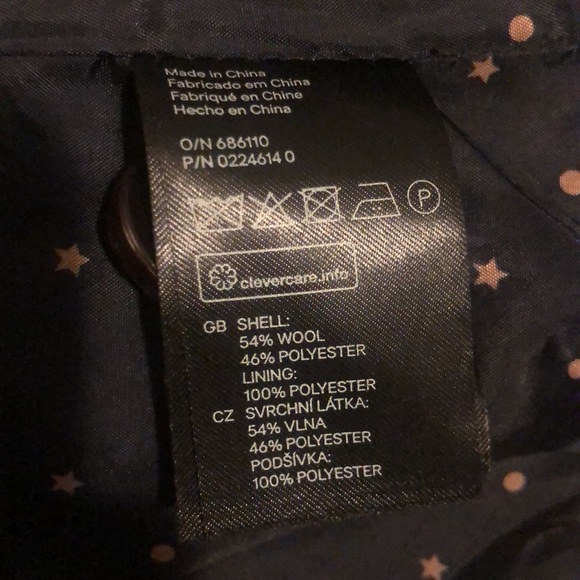 Made in China
Fabricado em China
Fabriqué en Chine
Hecho en China
O/N 686110
P/N 0224614 0
P
clevercare.info
GB SHELL:
54% WOOL
46% POLYESTER
LINING:
100% POLYESTER
CZ SVRCHNÍ LÁTKA:
54% VLNA
46% POLYESTER
PODŠÍVKA:
100% POLYESTER